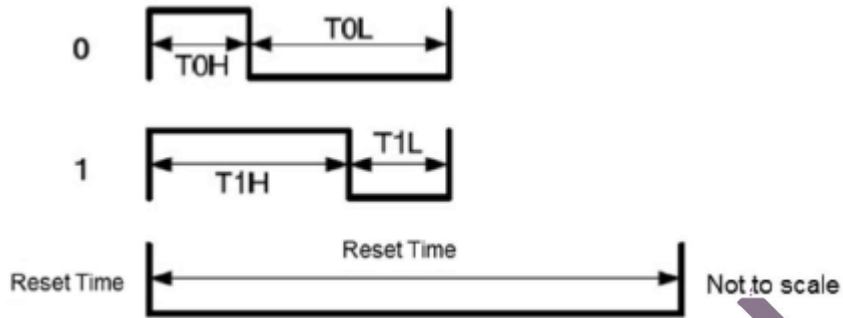 0
T0H
T0L
1
T1H
T1L
Reset Time
Reset Time
Not to scale